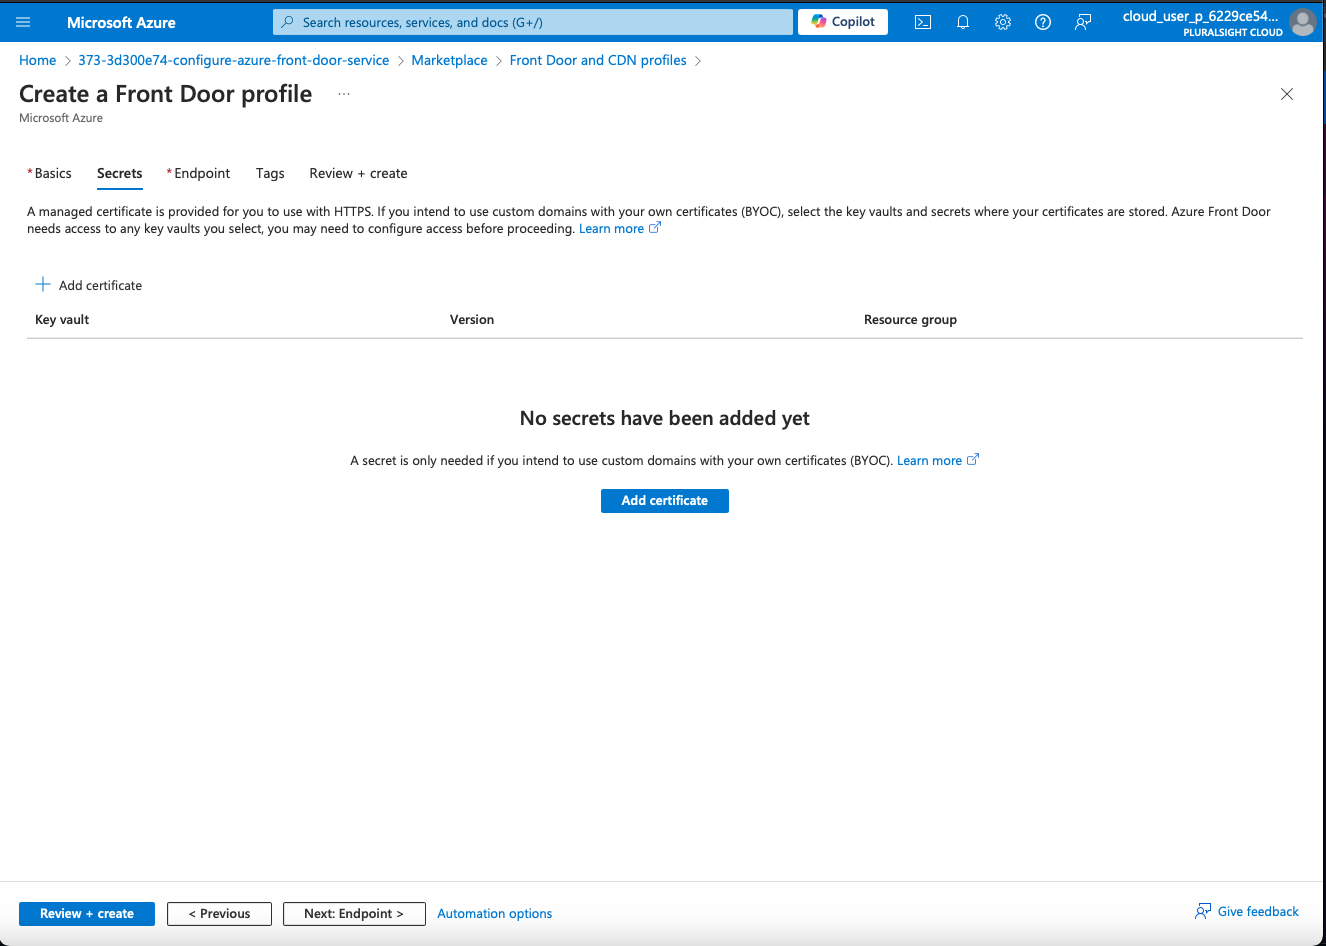 Microsoft Azure
Search resources, services, and docs (G+/)
Copilot
cloud_user_p_6229ce54...
PLURALSIGHT CLOUD
Home > 373-3d300e74-configure-azure-front-door-service > Marketplace > Front Door and CDN profiles >
Create a Front Door profile ...
Microsoft Azure
* Basics Secrets * Endpoint Tags Review + create
A managed certificate is provided for you to use with HTTPS. If you intend to use custom domains with your own certificates (BYOC), select the key vaults and secrets where your certificates are stored. Azure Front Door
needs access to any key vaults you select, you may need to configure access before proceeding. Learn more
Add certificate
Key vault Version Resource group
No secrets have been added yet
A secret is only needed if you intend to use custom domains with your own certificates (BYOC). Learn more
Add certificate
Review + create < Previous Next: Endpoint > Automation options Give feedback